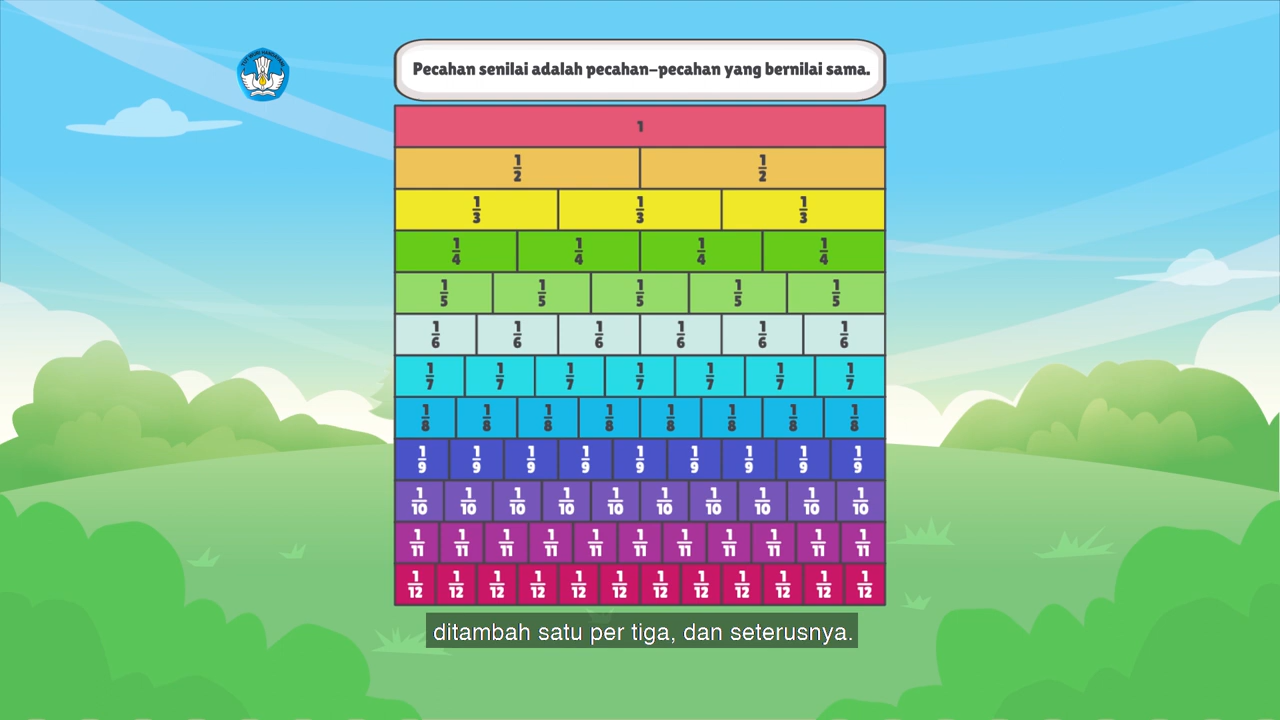 Pecahan senilai adalah pecahan-pecahan yang bernilai sama.
1
1/2 1/2
1/3 1/3 1/3
1/4 1/4 1/4 1/4
1/5 1/5 1/5 1/5 1/5
1/6 1/6 1/6 1/6 1/6 1/6
1/7 1/7 1/7 1/7 1/7 1/7 1/7
1/8 1/8 1/8 1/8 1/8 1/8 1/8 1/8
1/9 1/9 1/9 1/9 1/9 1/9 1/9 1/9 1/9
1/10 1/10 1/10 1/10 1/10 1/10 1/10 1/10 1/10 1/10
1/11 1/11 1/11 1/11 1/11 1/11 1/11 1/11 1/11 1/11 1/11
1/12 1/12 1/12 1/12 1/12 1/12 1/12 1/12 1/12 1/12 1/12 1/12
ditambah satu per tiga, dan seterusnya.